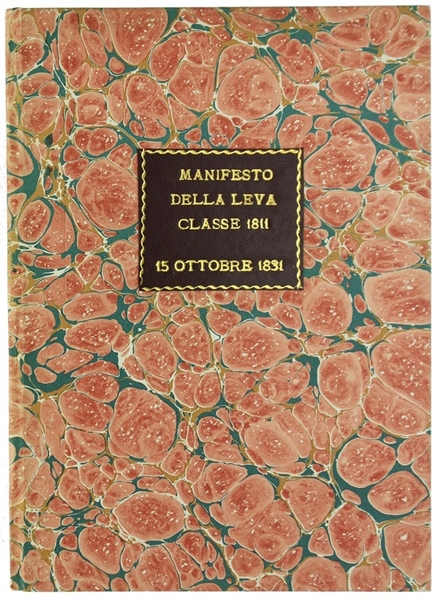 MANIFESTO
DELLA LEVA
CLASSE 1811
15 OTTOBRE 1831